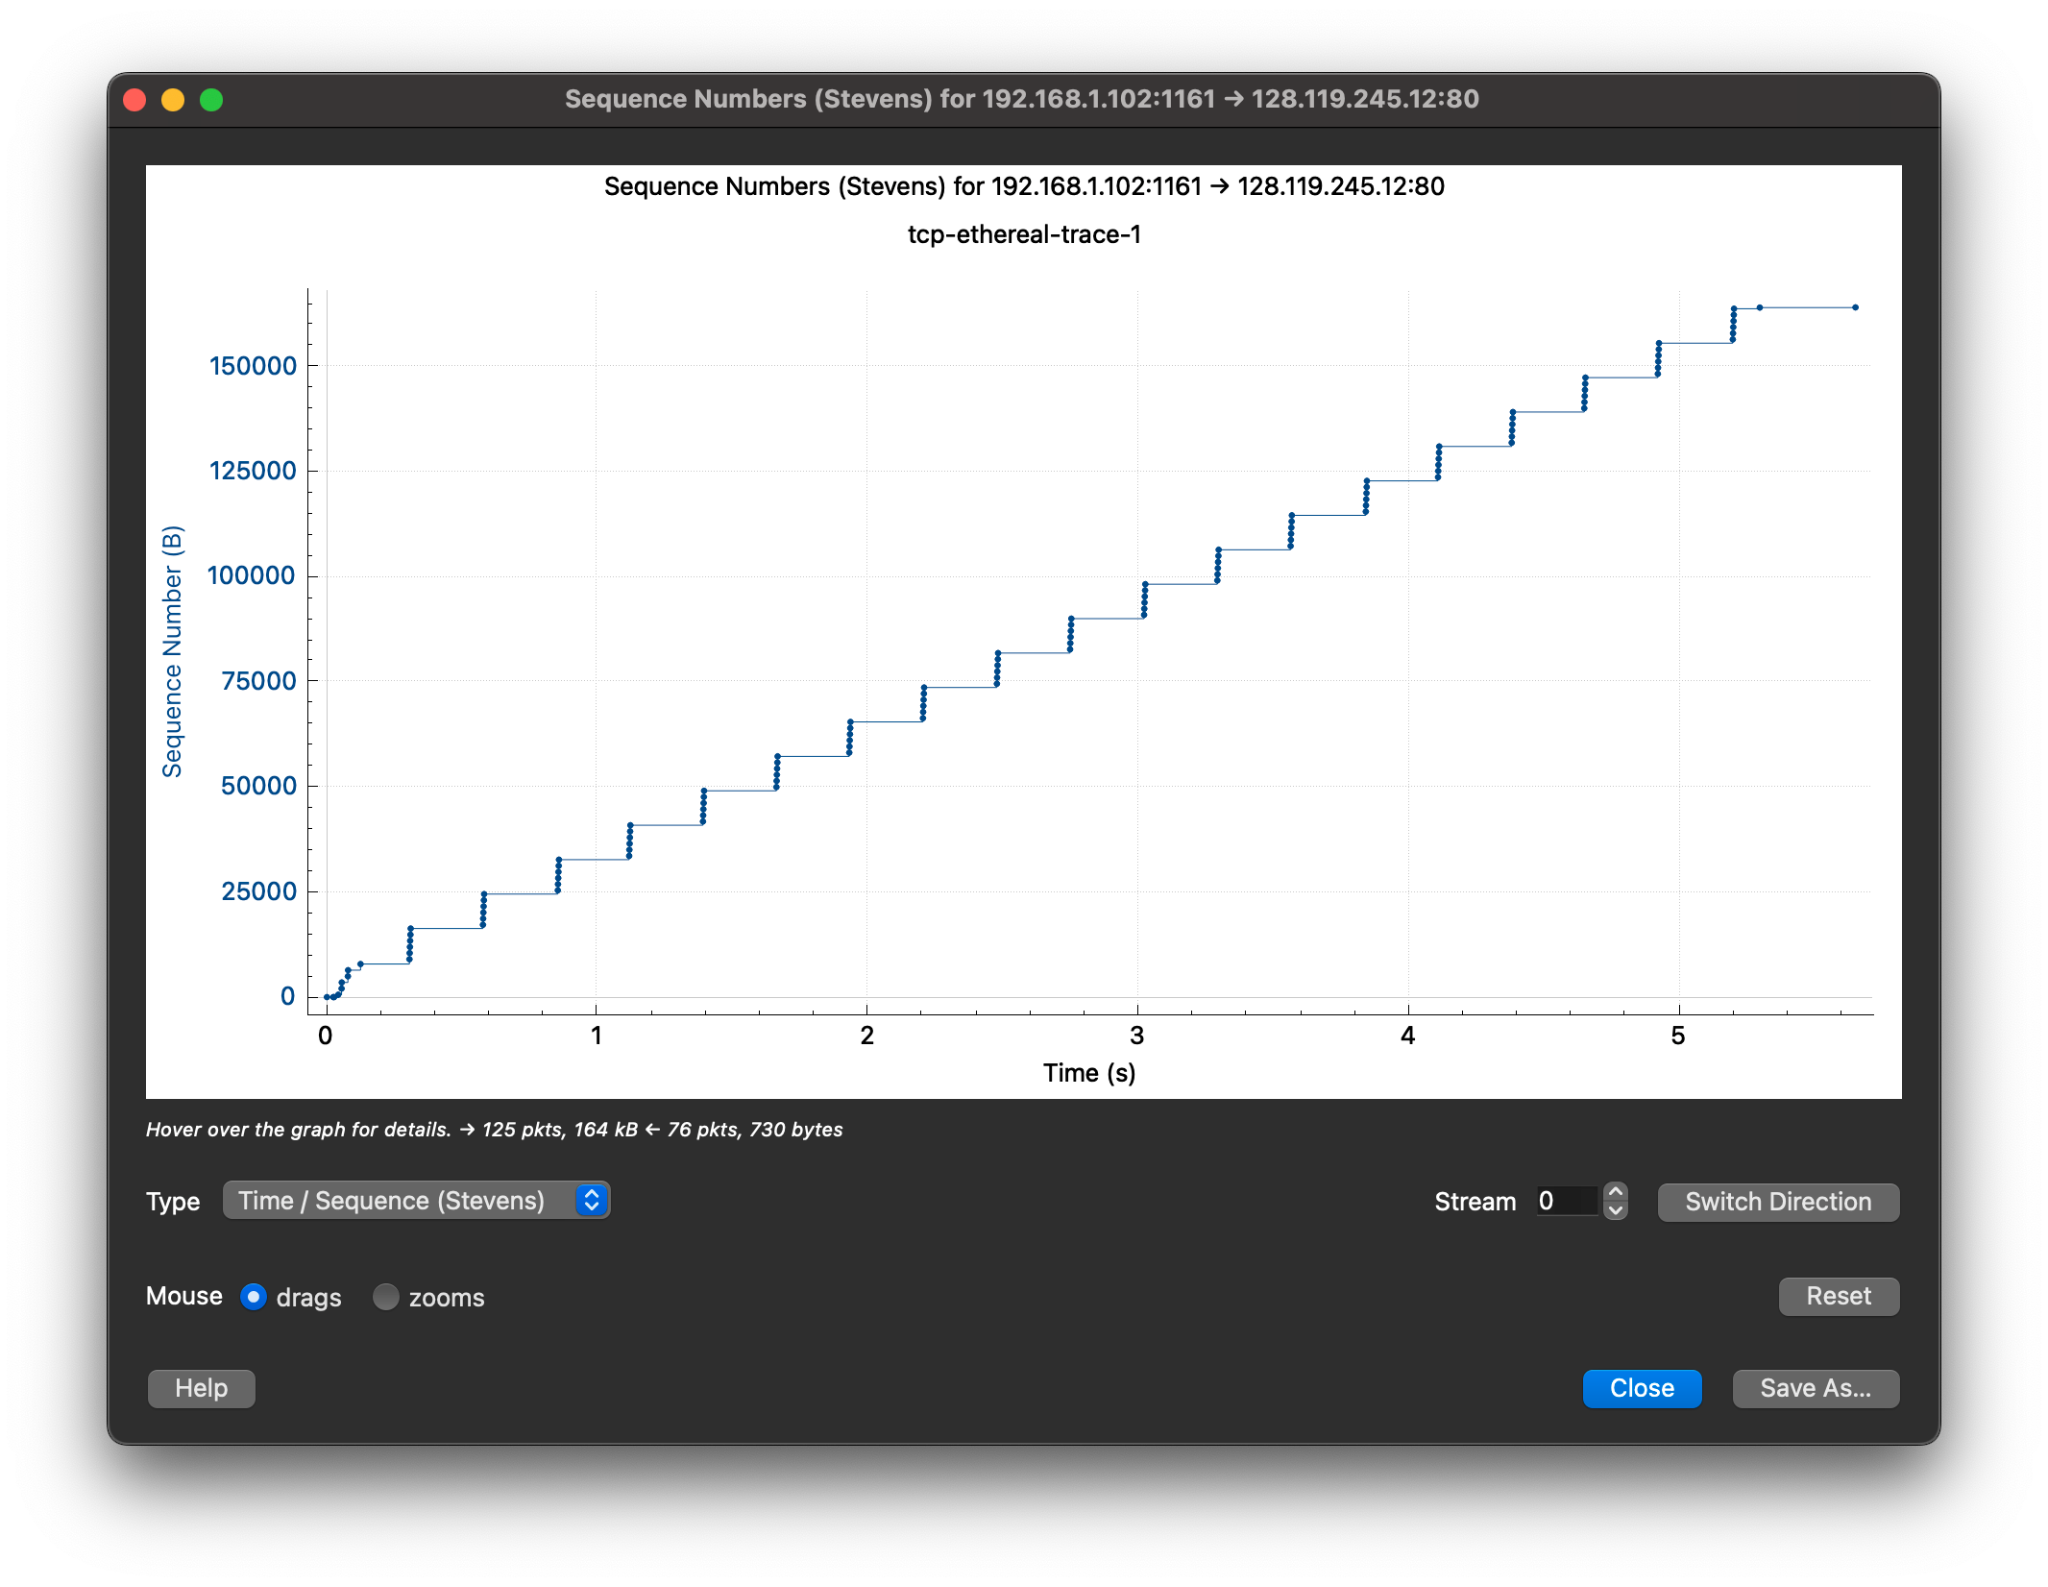 Sequence Numbers (Stevens) for 192.168.1.102:1161 → 128.119.245.12:80
Sequence Numbers (Stevens) for 192.168.1.102:1161 → 128.119.245.12:80
tcp-ethereal-trace-1
Sequence Number (B)
150000
125000
100000
75000
50000
25000
0
0 1 2 3 4 5
Time (s)
Hover over the graph for details. → 125 pkts, 164 kB ← 76 pkts, 730 bytes
Type Time / Sequence (Stevens) Stream 0 Switch Direction
Mouse drags zooms Reset
Help Close Save As...